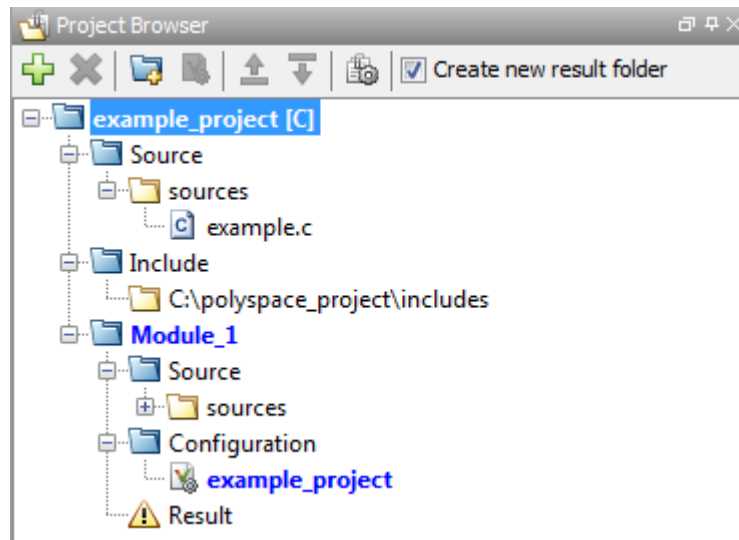 Project Browser
Create new result folder
example_project [C]
Source
sources
example.c
Include
C:\polyspace_project\includes
Module_1
Source
sources
Configuration
example_project
Result